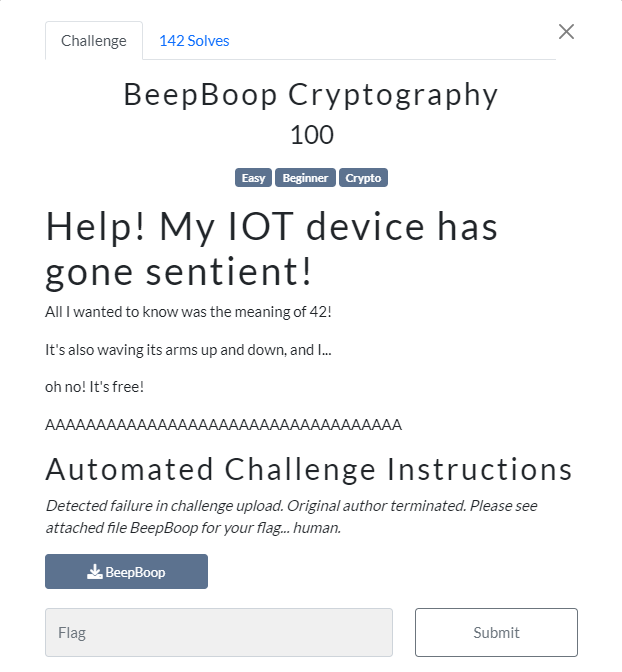 Challenge
142 Solves
BeepBoop Cryptography
100
Easy
Beginner
Crypto
Help! My IOT device has
gone sentient!
All I wanted to know was the meaning of 42!
It's also waving its arms up and down, and I...
oh no! It's free!
AAAAAAAAAAAAAAAAAAAAAAAAAAAAAAAAAAA
Automated Challenge Instructions
Detected failure in challenge upload. Original author terminated. Please see
attached file BeepBoop for your flag... human.
BeepBoop
Flag
Submit